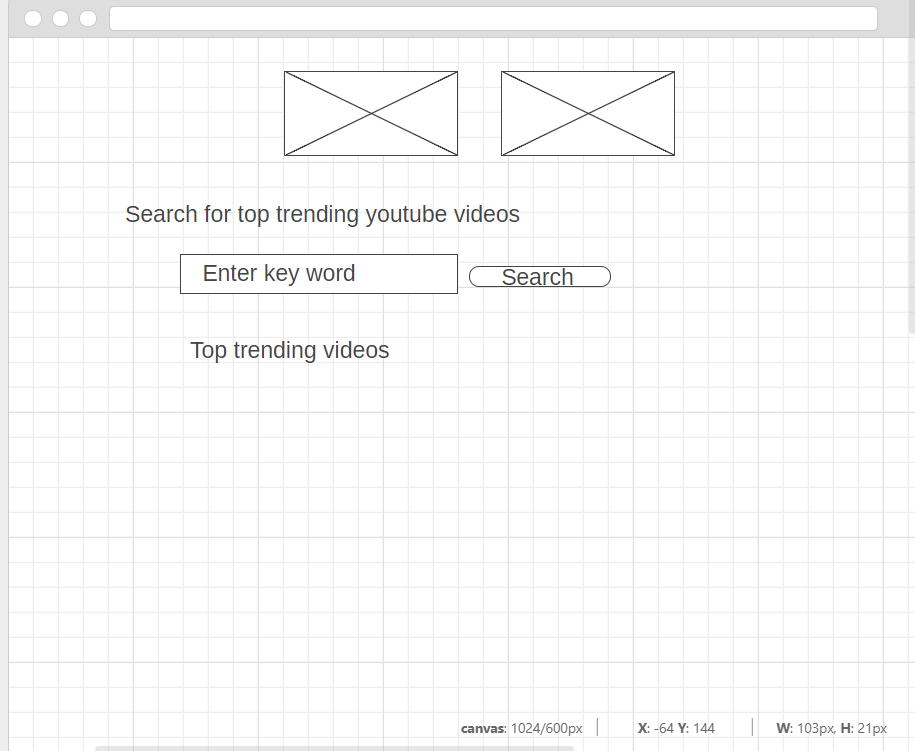 Search for top trending youtube videos
Enter key word
Search
Top trending videos
canvas: 1024/600px X: -64 Y: 144 W: 103px, H: 21px